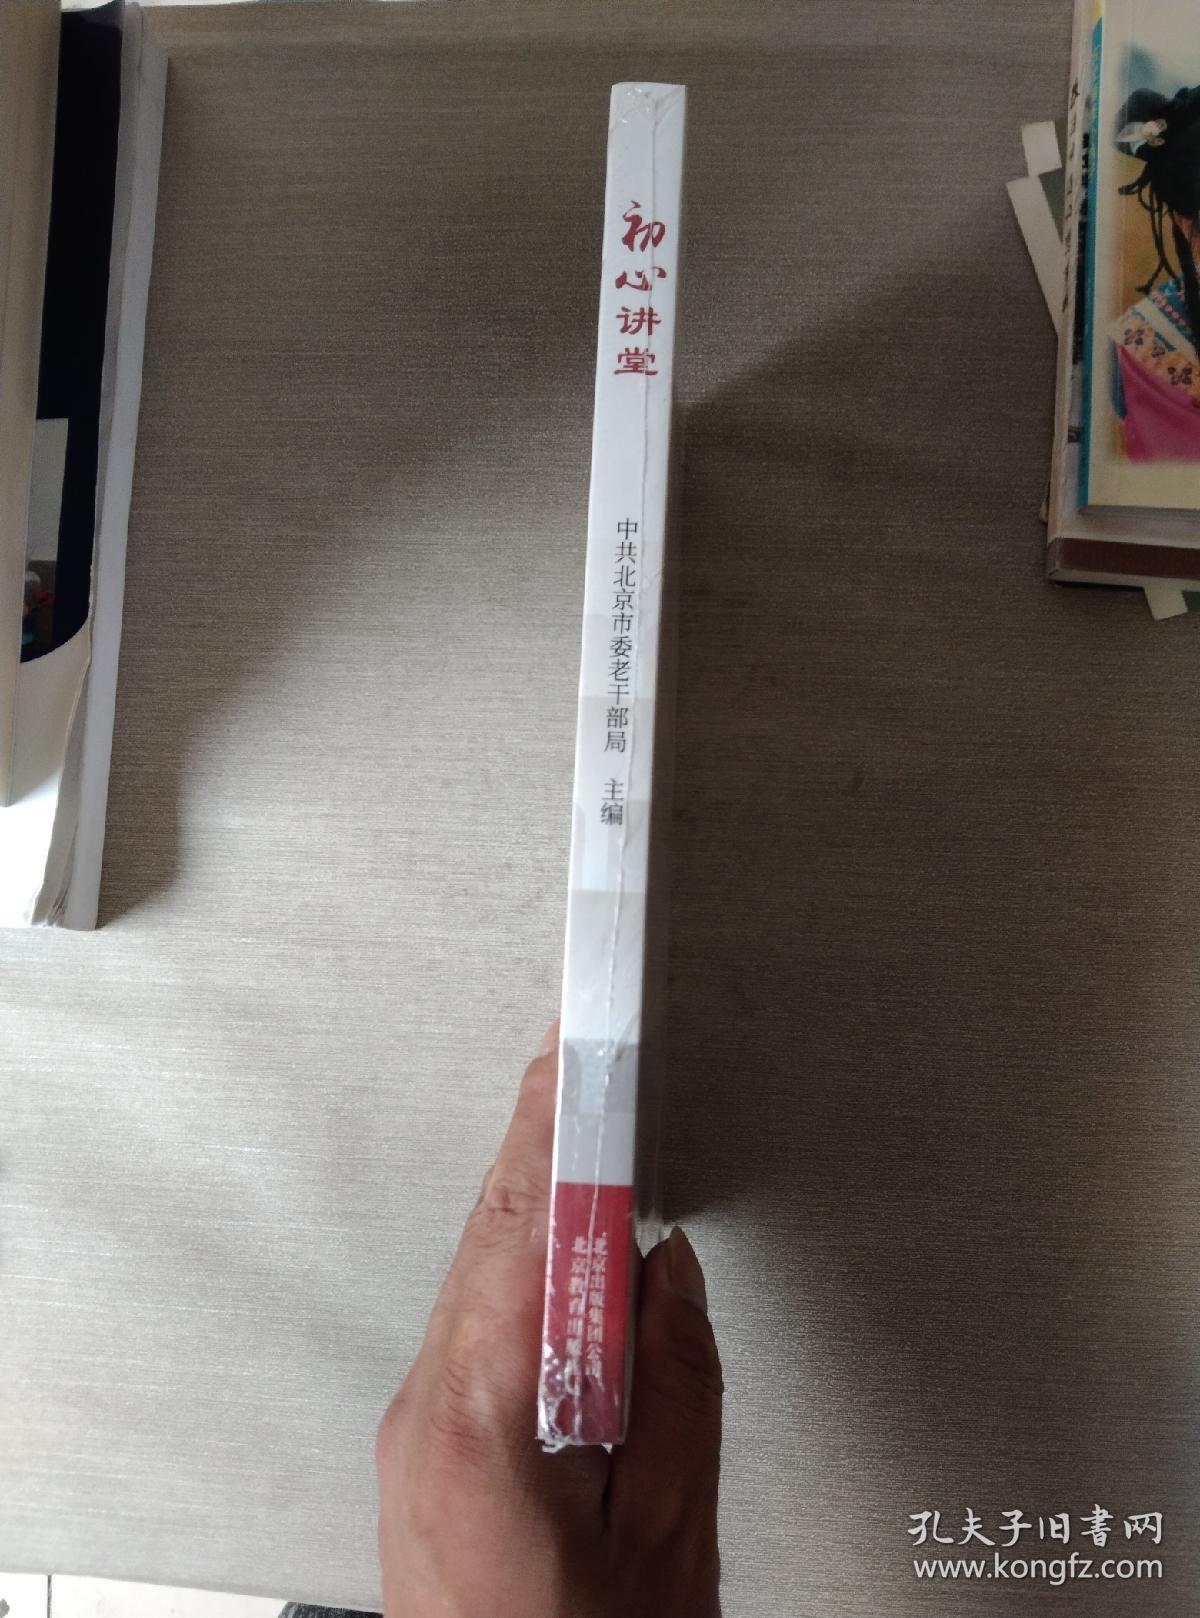 初心讲堂
中共北京市委老干部局 主编
北京出版集团公司
北京教育出版社
孔夫子旧書网
www.kongfz.com